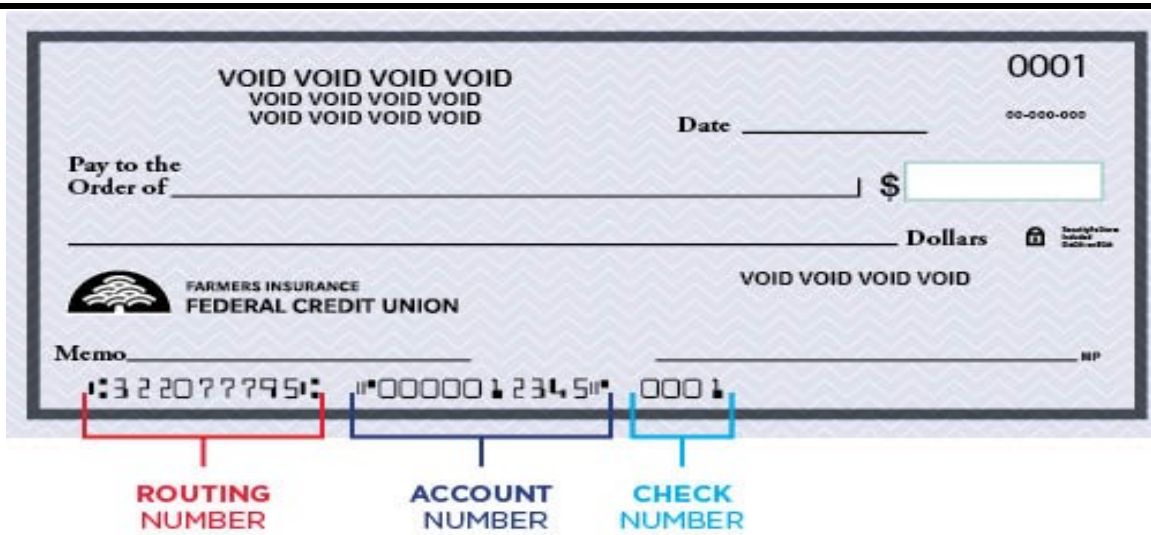 VOID VOID VOID VOID
VOID VOID VOID VOID
VOID VOID VOID VOID
0001
Date
00-000-000
Pay to the
Order of
$
Dollars
FARMERS INSURANCE
FEDERAL CREDIT UNION
VOID VOID VOID VOID
Memo
MP
⑆322077795⑆ ⑈0000012345⑈ 0001
ROUTING ACCOUNT CHECK
NUMBER NUMBER NUMBER